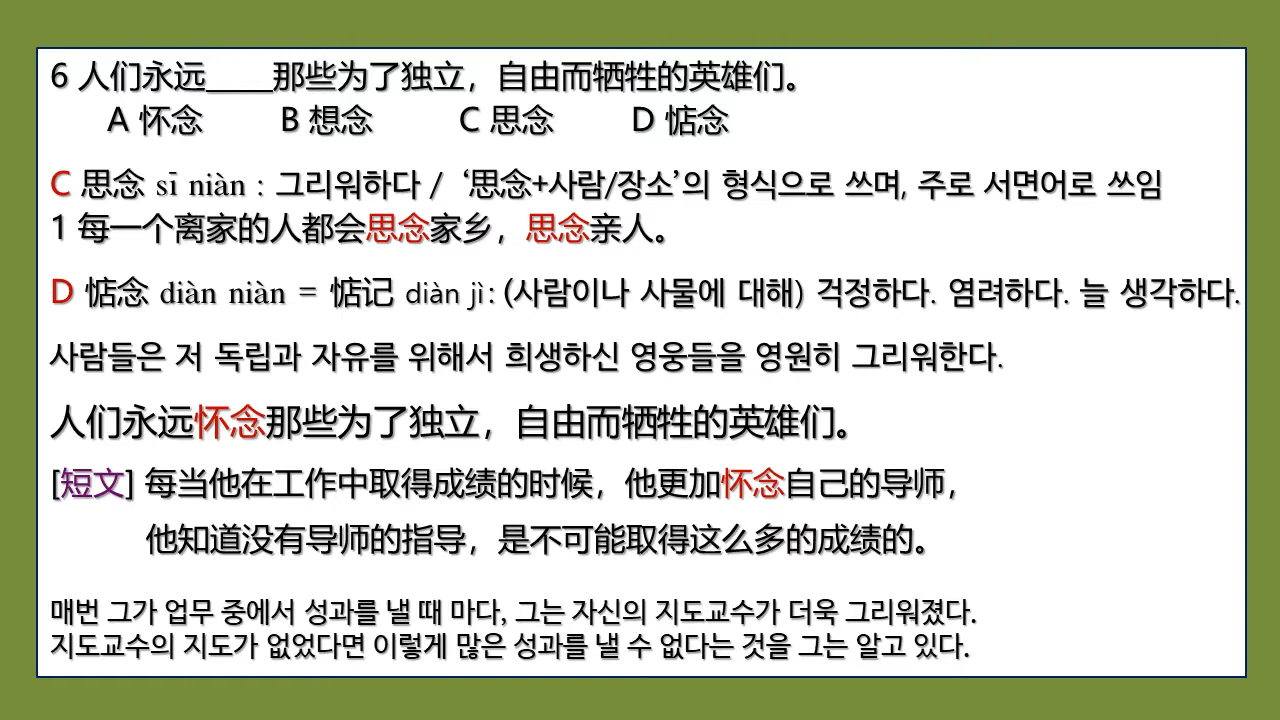 6 人们永远____那些为了独立，自由而牺牲的英雄们。
A 怀念 B 想念 C 思念 D 惦念
C 思念 sī niàn : 그리워하다 / ‘思念+사람/장소’의 형식으로 쓰며, 주로 서면어로 쓰임
1 每一个离家的人都会思念家乡，思念亲人。
D 惦念 diàn niàn = 惦记 diàn jì: (사람이나 사물에 대해) 걱정하다. 염려하다. 늘 생각하다.
사람들은 저 독립과 자유를 위해서 희생하신 영웅들을 영원히 그리워한다.
人们永远怀念那些为了独立，自由而牺牲的英雄们。
[短文] 每当他在工作中取得成绩的时候，他更加怀念自己的导师，
他知道没有导师的指导，是不可能取得这么多的成绩的。
매번 그가 업무 중에서 성과를 낼 때 마다, 그는 자신의 지도교수가 더욱 그리워졌다.
지도교수의 지도가 없었다면 이렇게 많은 성과를 낼 수 없다는 것을 그는 알고 있다.